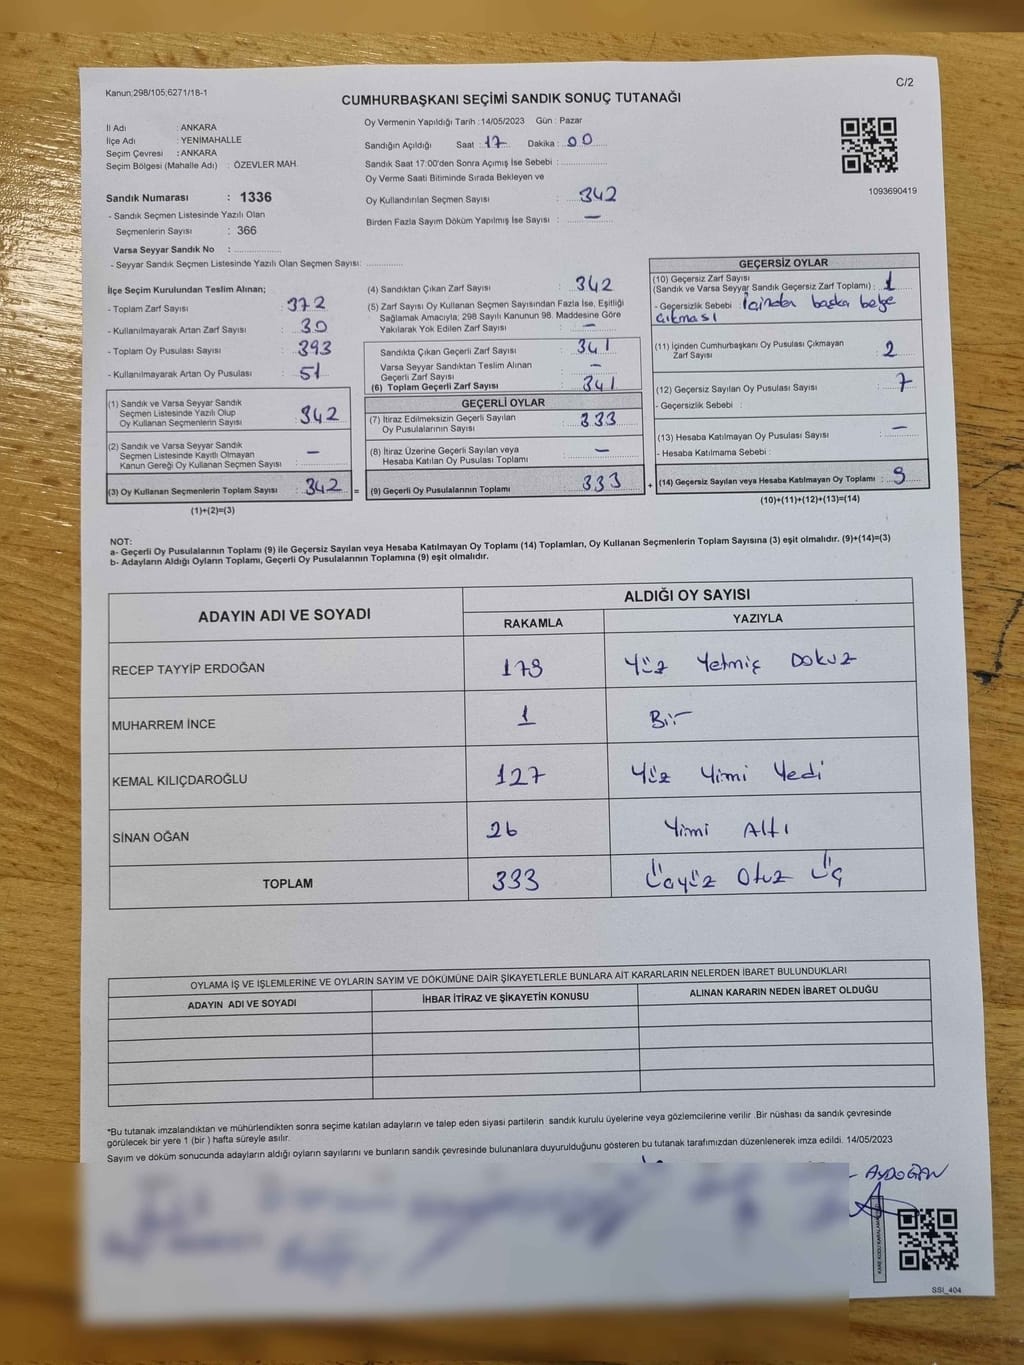 Kanun;298/105;6271/18-1
C/2
CUMHURBAŞKANI SEÇİMİ SANDIK SONUÇ TUTANAĞI
İl Adı : ANKARA
İlçe Adı : YENİMAHALLE
Seçim Çevresi : ANKARA
Seçim Bölgesi (Mahalle Adı) : ÖZEVLER MAH.
Sandık Numarası : 1336
- Sandık Seçmen Listesinde Yazılı Olan
Seçmenlerin Sayısı : 366
Varsa Seyyar Sandık No :
- Seyyar Sandık Seçmen Listesinde Yazılı Olan Seçmen Sayısı:
Oy Vermenin Yapıldığı Tarih :14/05/2023 Gün : Pazar
Sandığın Açıldığı Saat : 17 Dakika : 00
Sandık Saat 17:00'den Sonra Açımış İse Sebebi :
Oy Verme Saati Bitiminde Sırada Bekleyen ve
Oy Kullandırılan Seçmen Sayısı : 342
Birden Fazla Sayım Döküm Yapılmış İse Sayısı : —
1093690419
İlçe Seçim Kurulundan Teslim Alınan;
- Toplam Zarf Sayısı : 372
- Kullanılmayarak Artan Zarf Sayısı : 30
- Toplam Oy Pusulası Sayısı : 393
- Kullanılmayarak Artan Oy Pusulası : 51
(1) Sandık ve Varsa Seyyar Sandık
Seçmen Listesinde Yazılı Olup
Oy Kullanan Seçmenlerin Sayısı : 342
(2) Sandık ve Varsa Seyyar Sandık
Seçmen Listesinde Kayıtlı Olmayan
Kanun Gereği Oy Kullanan Seçmen Sayısı : —
(3) Oy Kullanan Seçmenlerin Toplam Sayısı : 342 =
(1)+(2)=(3)
(4) Sandıktan Çıkan Zarf Sayısı : 342
(5) Zarf Sayısı Oy Kullanan Seçmen Sayısından Fazla İse, Eşitliği
Sağlamak Amacıyla; 298 Sayılı Kanunun 98. Maddesine Göre
Yakılarak Yok Edilen Zarf Sayısı : —
Sandıkta Çıkan Geçerli Zarf Sayısı : 341
Varsa Seyyar Sandıktan Teslim Alınan
Geçerli Zarf Sayısı : —
(6) Toplam Geçerli Zarf Sayısı : 341
GEÇERLİ OYLAR
(7) İtiraz Edilmeksizin Geçerli Sayılan
Oy Pusulalarının Sayısı : 333
(8) İtiraz Üzerine Geçerli Sayılan veya
Hesaba Katılan Oy Pusulası Toplamı : —
(9) Geçerli Oy Pusulalarının Toplamı : 333 +
GEÇERSİZ OYLAR
(10) Geçersiz Zarf Sayısı
(Sandık ve Varsa Seyyar Sandık Geçersiz Zarf Toplamı) : 1
- Geçersizlik Sebebi : İçinden başka belge
çıkması
(11) İçinden Cumhurbaşkanı Oy Pusulası Çıkmayan
Zarf Sayısı : 2
(12) Geçersiz Sayılan Oy Pusulası Sayısı : 7
- Geçersizlik Sebebi :
(13) Hesaba Katılmayan Oy Pusulası Sayısı : —
- Hesaba Katılmama Sebebi :
(14) Geçersiz Sayılan veya Hesaba Katılmayan Oy Toplamı : 9
(10)+(11)+(12)+(13)=(14)
NOT:
a- Geçerli Oy Pusulalarının Toplamı (9) ile Geçersiz Sayılan veya Hesaba Katılmayan Oy Toplamı (14) Toplamları, Oy Kullanan Seçmenlerin Toplam Sayısına (3) eşit olmalıdır. (9)+(14)=(3)
b- Adayların Aldığı Oyların Toplamı, Geçerli Oy Pusulalarının Toplamına (9) eşit olmalıdır.
ADAYIN ADI VE SOYADI
ALDIĞI OY SAYISI
RAKAMLA YAZIYLA
RECEP TAYYİP ERDOĞAN 179 Yüz Yetmiş Dokuz
MUHARREM İNCE 1 Bir
KEMAL KILIÇDAROĞLU 127 Yüz Yimi Yedi
SİNAN OĞAN 26 Yimi Altı
TOPLAM 333 Üçyüz Otuz Üç
OYLAMA İŞ VE İŞLEMLERİNE VE OYLARIN SAYIM VE DÖKÜMÜNE DAİR ŞİKAYETLERLE BUNLARA AİT KARARLARIN NELERDEN İBARET BULUNDUKLARI
ADAYIN ADI VE SOYADI İHBAR İTİRAZ VE ŞİKAYETİN KONUSU ALINAN KARARIN NEDEN İBARET OLDUĞU
*Bu tutanak imzalandıktan ve mühürlendikten sonra seçime katılan adayların ve talep eden siyasi partilerin sandık kurulu üyelerine veya gözlemcilerine verilir .Bir nüshası da sandık çevresinde
görülecek bir yere 1 (bir ) hafta süreyle asılır.
Sayım ve döküm sonucunda adayların aldığı oyların sayılarını ve bunların sandık çevresinde bulunanlara duyurulduğunu gösteren bu tutanak tarafımızdan düzenlenerek imza edildi. 14/05/2023
AYDOĞAN
SSI_404